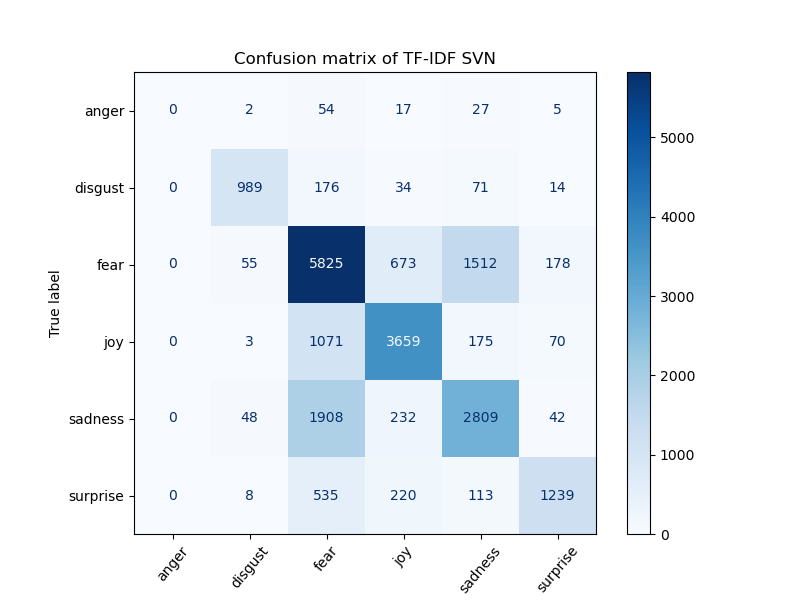 Confusion matrix of TF-IDF SVN
anger 0 2 54 17 27 5
disgust 0 989 176 34 71 14
fear 0 55 5825 673 1512 178
joy 0 3 1071 3659 175 70
sadness 0 48 1908 232 2809 42
surprise 0 8 535 220 113 1239
anger disgust fear joy sadness surprise
True label
5000
4000
3000
2000
1000
0